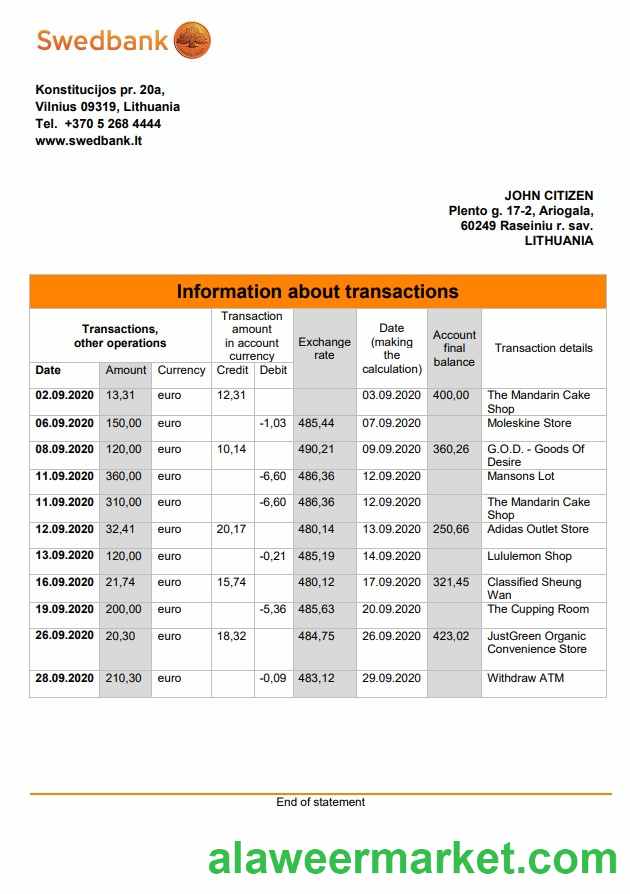 Swedbank
Konstitucijos pr. 20a,
Vilnius 09319, Lithuania
Tel. +370 5 268 4444
www.swedbank.lt
JOHN CITIZEN
Plento g. 17-2, Ariogala,
60249 Raseiniu r. sav.
LITHUANIA
Information about transactions
Transactions,
other operations
Transaction
amount
in account
currency
Exchange
rate
Date
(making
the
calculation)
Account
final
balance
Transaction details
Date Amount Currency Credit Debit
02.09.2020 13,31 euro 12,31 03.09.2020 400,00 The Mandarin Cake
Shop
06.09.2020 150,00 euro -1,03 485,44 07.09.2020 Moleskine Store
08.09.2020 120,00 euro 10,14 490,21 09.09.2020 360,26 G.O.D. - Goods Of
Desire
11.09.2020 360,00 euro -6,60 486,36 12.09.2020 Mansons Lot
11.09.2020 310,00 euro -6,60 486,36 12.09.2020 The Mandarin Cake
Shop
12.09.2020 32,41 euro 20,17 480,14 13.09.2020 250,66 Adidas Outlet Store
13.09.2020 120,00 euro -0,21 485,19 14.09.2020 Lululemon Shop
16.09.2020 21,74 euro 15,74 480,12 17.09.2020 321,45 Classified Sheung
Wan
19.09.2020 200,00 euro -5,36 485,63 20.09.2020 The Cupping Room
26.09.2020 20,30 euro 18,32 484,75 26.09.2020 423,02 JustGreen Organic
Convenience Store
28.09.2020 210,30 euro -0,09 483,12 29.09.2020 Withdraw ATM
End of statement
alaweermarket.com